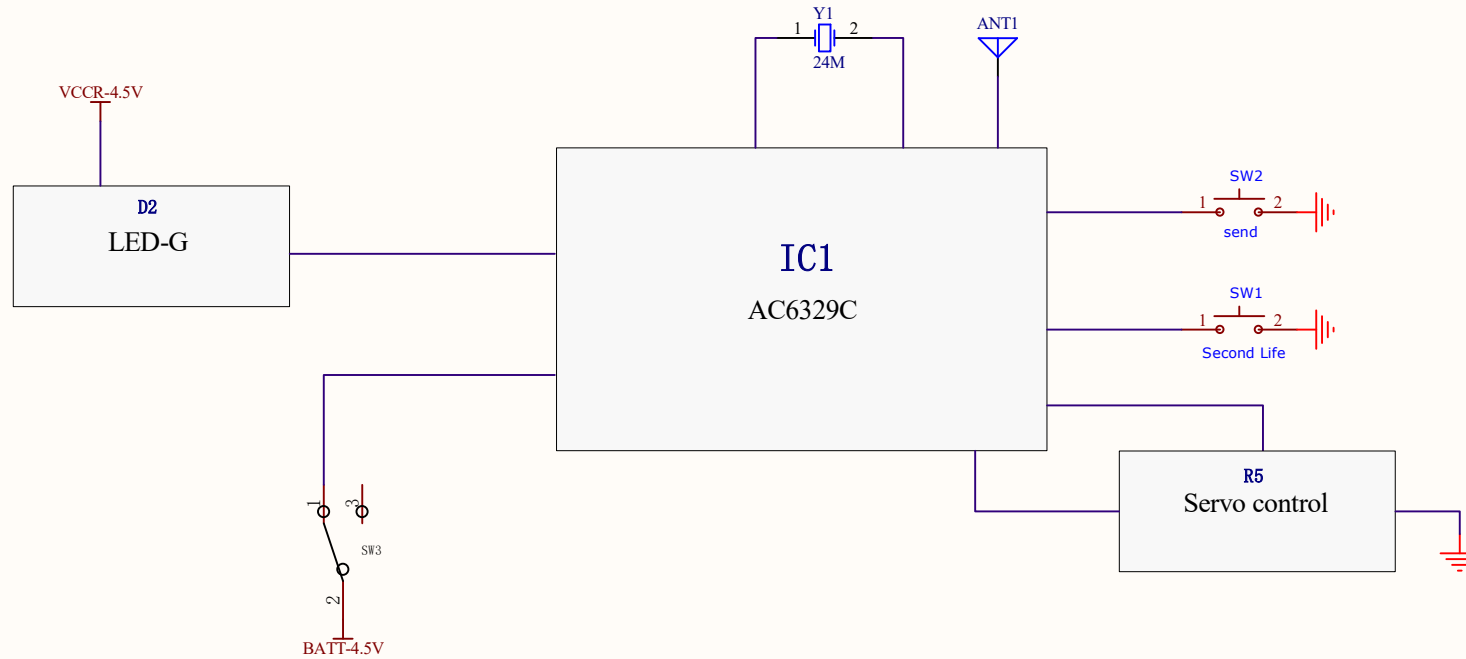 Y1
1 2
24M
ANT1
VCCR-4.5V
D2
LED-G
IC1
AC6329C
SW2
1 2
send
SW1
1 2
Second Life
R5
Servo control
1 3
SW3
2
BATT-4.5V